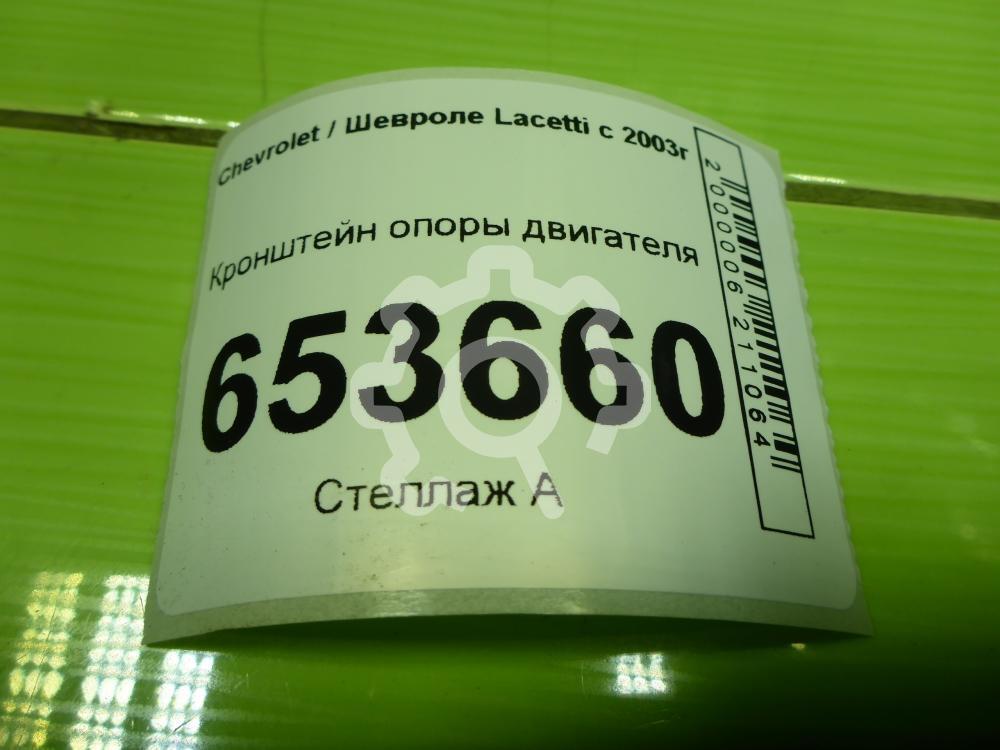 Chevrolet / Шевроле Lacetti с 2003г
Кронштейн опоры двигателя
653660
Стеллаж А
2000006211064